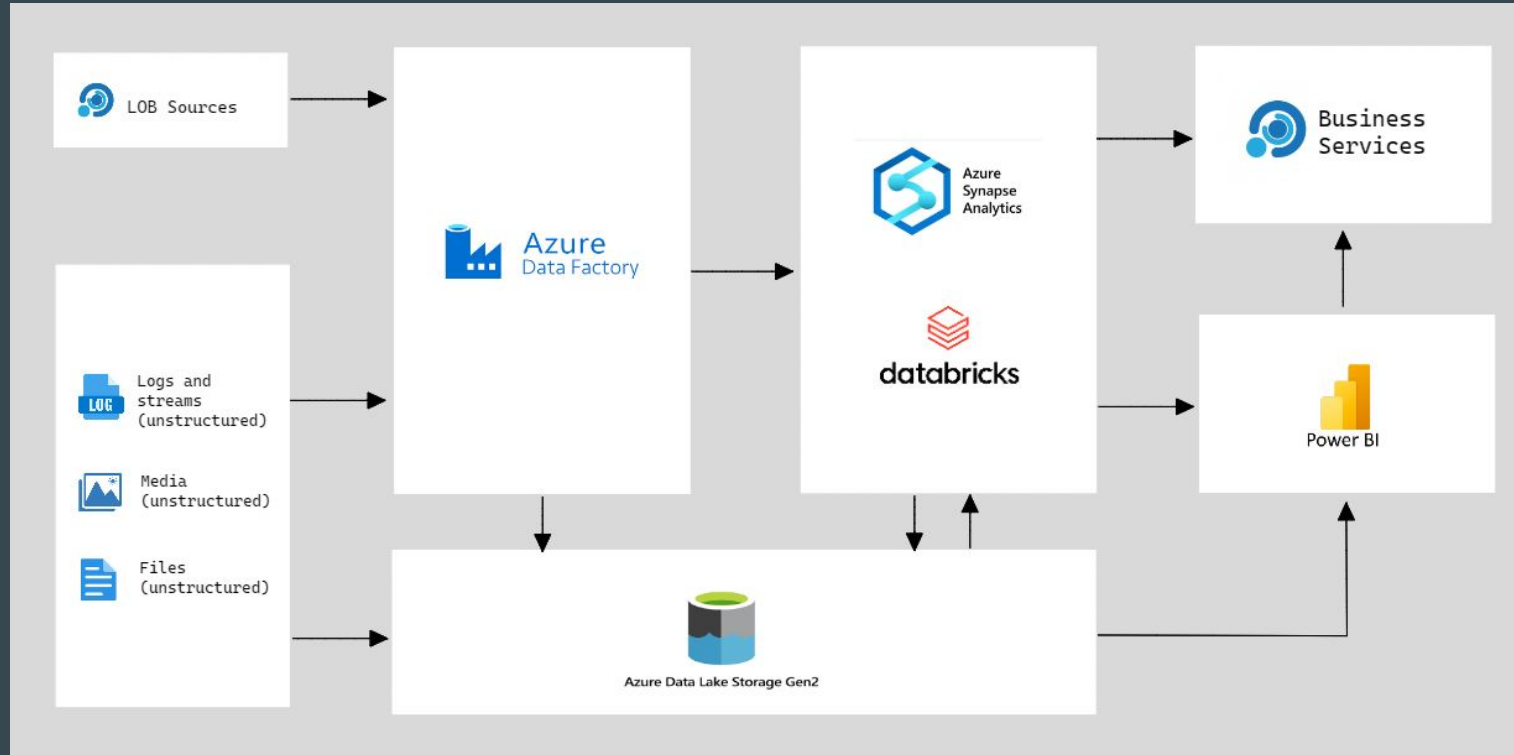 LOB Sources
Logs and
streams
(unstructured)
LOG
Media
(unstructured)
Files
(unstructured)
Azure
Data Factory
Azure
Synapse
Analytics
databricks
Business
Services
Power BI
Azure Data Lake Storage Gen2